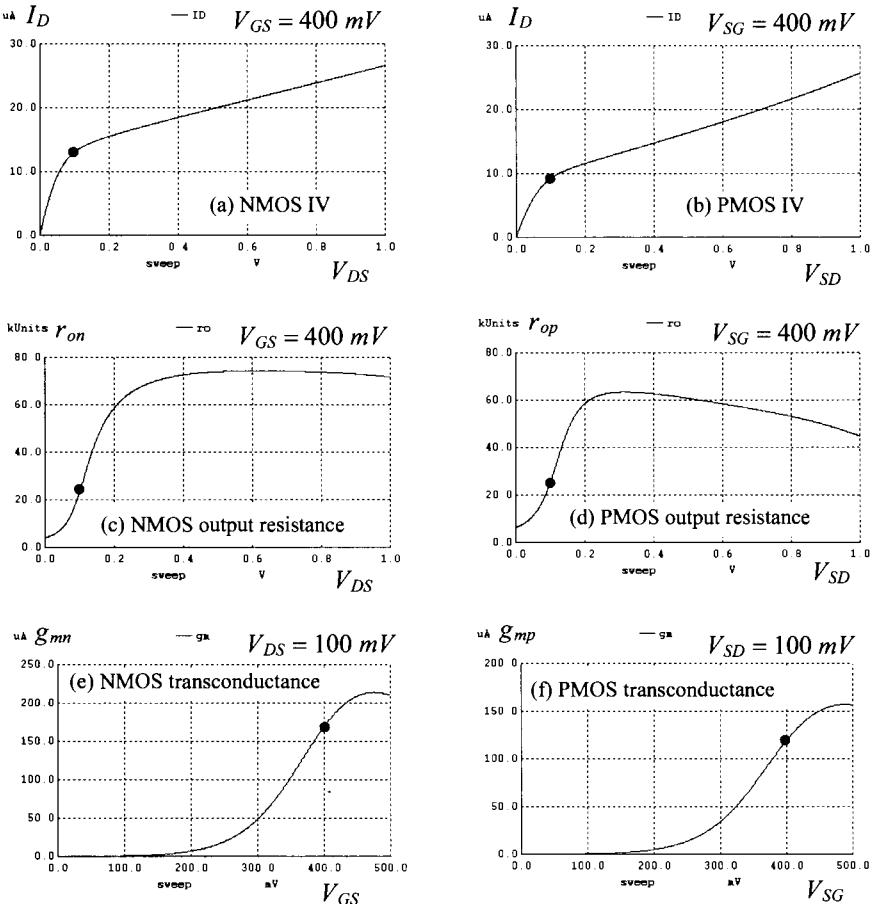 uA I_D — ID V_GS = 400 mV
30.0
20.0
10.0
0.0
(a) NMOS IV
0.0 0.2 0.4 0.6 0.8 1.0
sweep V V_DS
uA I_D — ID V_SG = 400 mV
30.0
20.0
10.0
0.0
(b) PMOS IV
0.0 0.2 0.4 0.6 0.8 1.0
sweep V V_SD
kUnits r_on — ro V_GS = 400 mV
80.0
60.0
40.0
20.0
0.0
(c) NMOS output resistance
0.0 0.2 0.4 0.6 0.8 1.0
sweep V V_DS
kUnits r_op — ro V_SG = 400 mV
80.0
60.0
40.0
20.0
0.0
(d) PMOS output resistance
0.0 0.2 0.4 0.6 0.8 1.0
sweep V V_SD
uA g_mn — gm V_DS = 100 mV
250.0
200.0
150.0
100.0
50.0
0.0
(e) NMOS transconductance
0.0 100.0 200.0 300.0 400.0 500.0
sweep mV V_GS
uA g_mp — gm V_SD = 100 mV
200.0
150.0
100.0
50.0
0.0
(f) PMOS transconductance
0.0 100.0 200.0 300.0 400.0 500.0
sweep mV V_SG